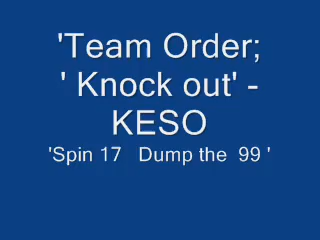 'Team Order;
' Knock out' -
KESO
'Spin 17   Dump the  99 '